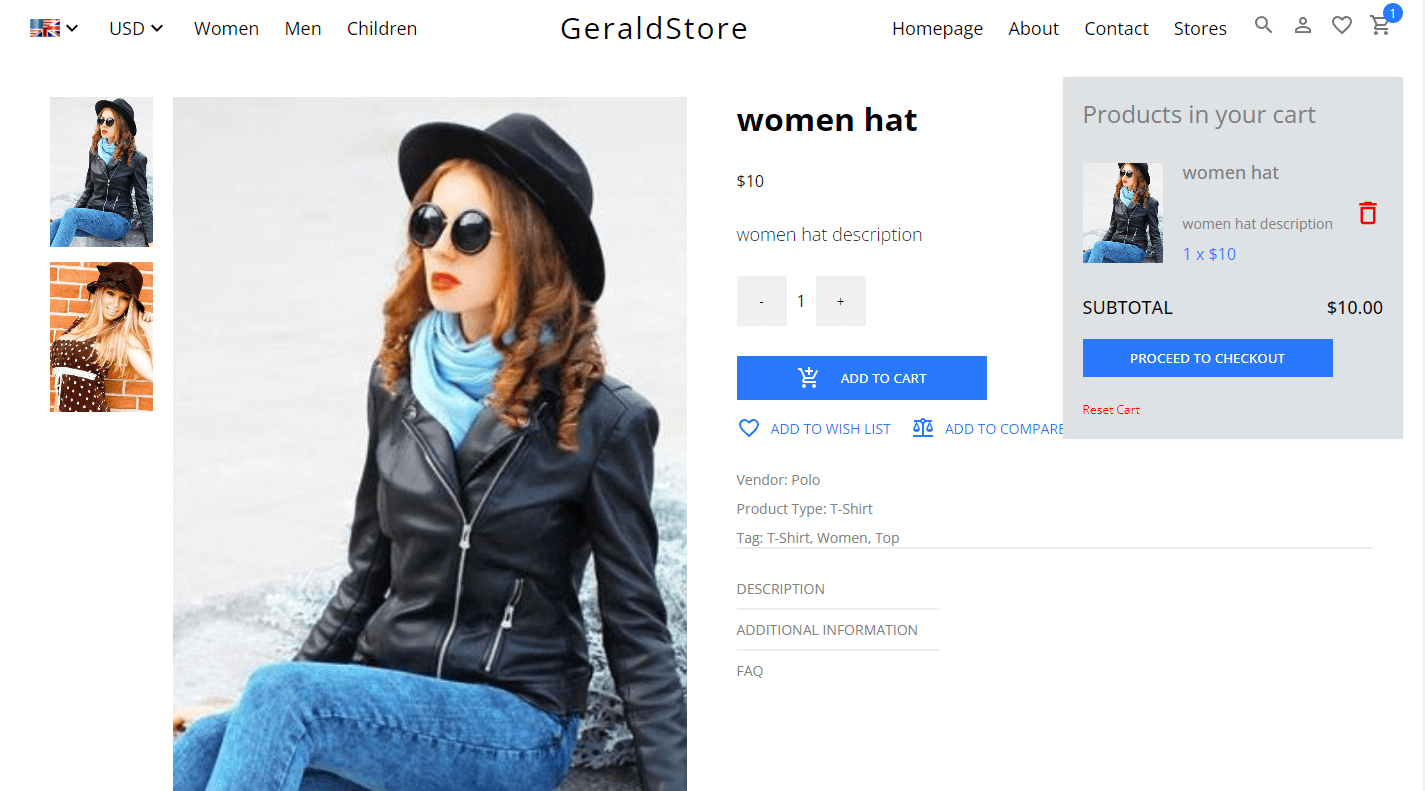 USD Women Men Children GeraldStore Homepage About Contact Stores 1
women hat
$10
women hat description
- 1 +
ADD TO CART
ADD TO WISH LIST ADD TO COMPARE
Vendor: Polo
Product Type: T-Shirt
Tag: T-Shirt, Women, Top
DESCRIPTION
ADDITIONAL INFORMATION
FAQ
Products in your cart
women hat
women hat description
1 x $10
SUBTOTAL $10.00
PROCEED TO CHECKOUT
Reset Cart